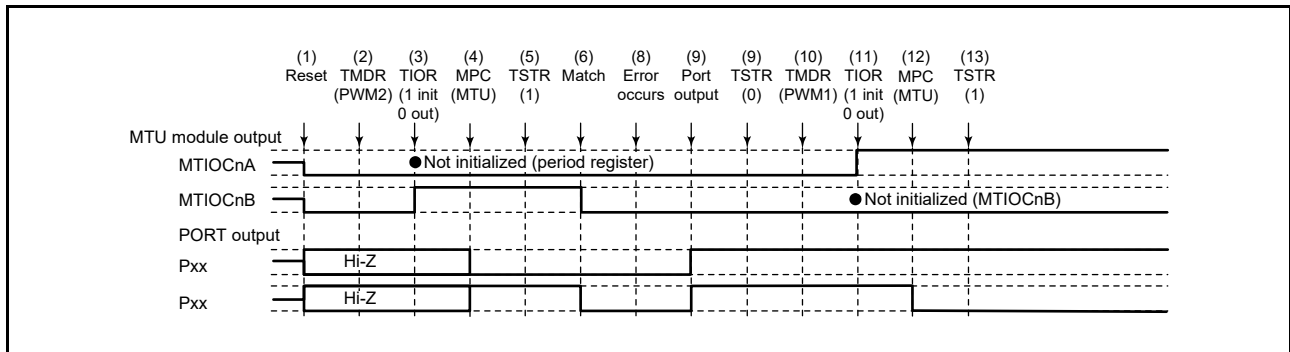 (1) (2) (3) (4) (5) (6) (8) (9) (9) (10) (11) (12) (13)
Reset TMDR TIOR MPC TSTR Match Error Port TSTR TMDR TIOR MPC TSTR
(PWM2) (1 init (MTU) (1) occurs output (0) (PWM1) (1 init (MTU) (1)
0 out) 0 out)
MTU module output
MTIOCnA Not initialized (period register)
MTIOCnB Not initialized (MTIOCnB)
PORT output
Pxx Hi-Z
Pxx Hi-Z